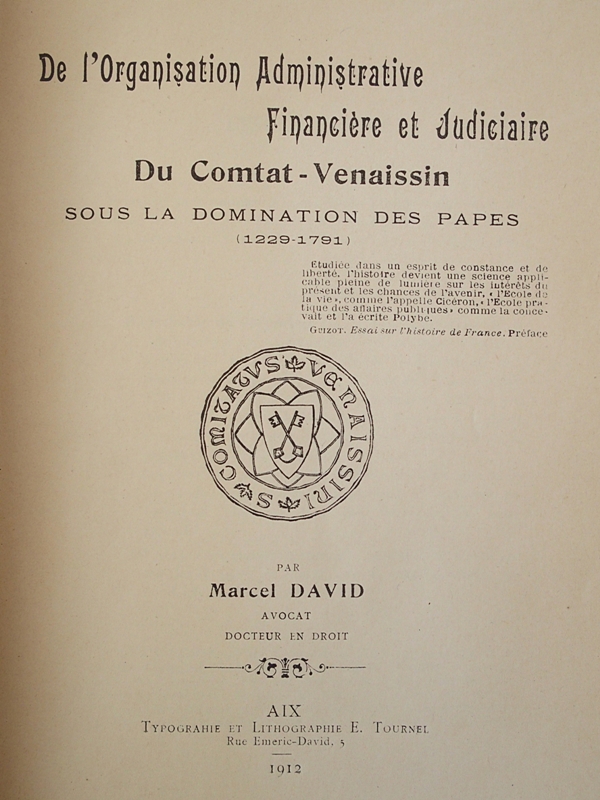 De l'Organisation Administrative
Financière et Judiciaire
Du Comtat-Venaissin
SOUS LA DOMINATION DES PAPES
(1229-1791)
Etudiée dans un esprit de constance et de
liberté, l'histoire devient une science appli-
cable pleine de lumière sur les intérêts du
présent et les chances de l'avenir, « l'Ecole de
la vie », comme l'appelle Cicéron, « l'Ecole pra-
tique des affaires publiques » comme la conce-
vait et l'a écrite Polybe.
GUIZOT. Essai sur l'histoire de France. Préface
S COMITATUS VENAISSINI
PAR
Marcel DAVID
AVOCAT
DOCTEUR EN DROIT
AIX
TYPOGRAHIE ET LITHOGRAPHIE E. TOURNEL
Rue Emeric-David, 5
1912